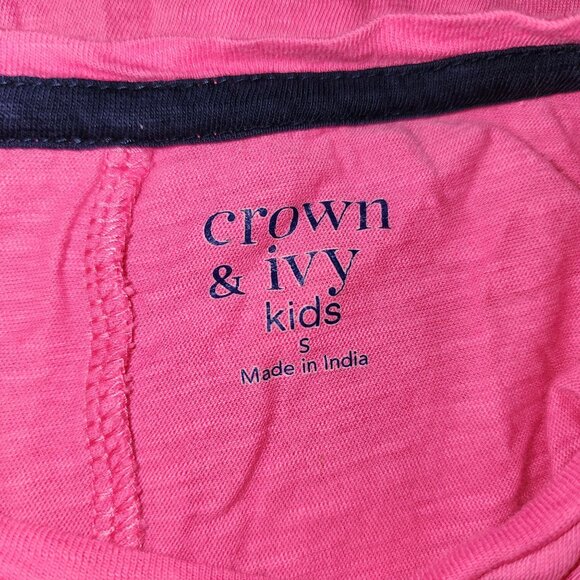 crown
& ivy
kids
S
Made in India